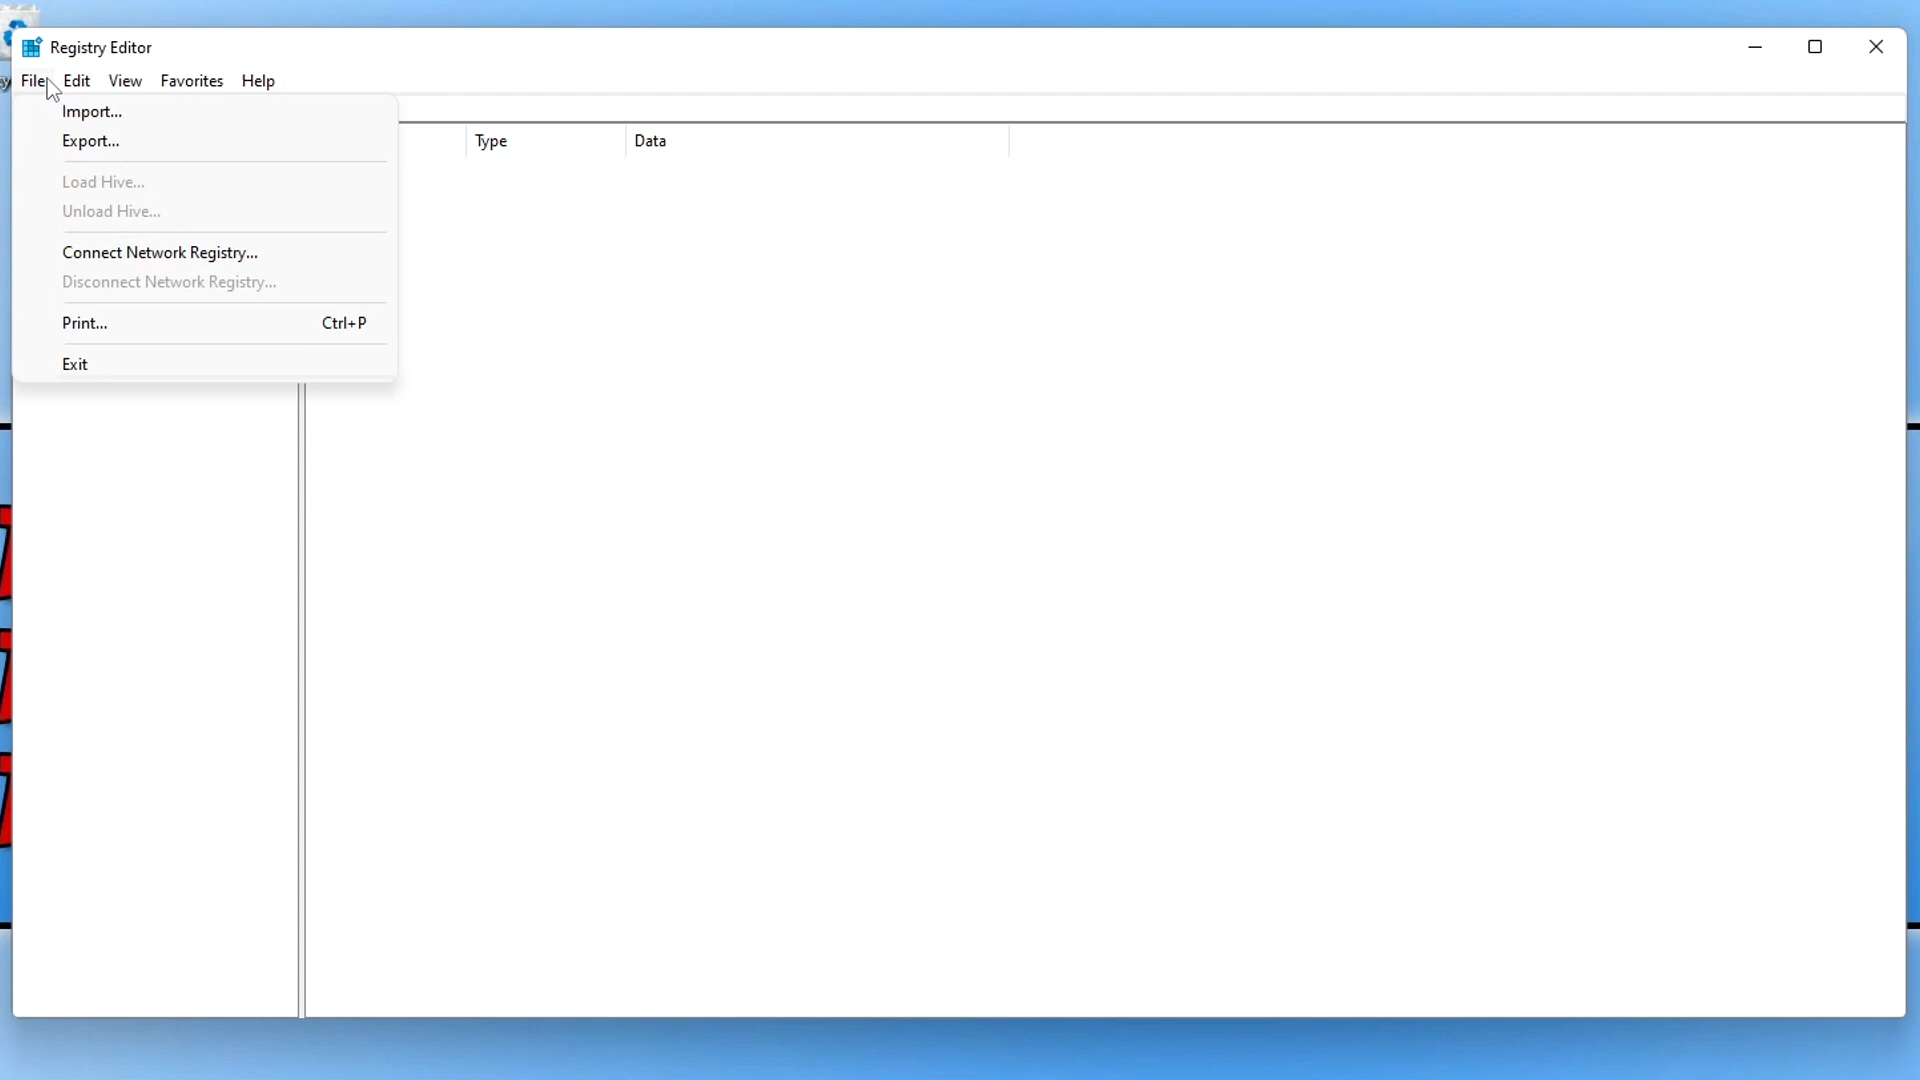 Registry Editor
File Edit View Favorites Help
Import...
Export...
Type Data
Load Hive...
Unload Hive...
Connect Network Registry...
Disconnect Network Registry...
Print... Ctrl+P
Exit